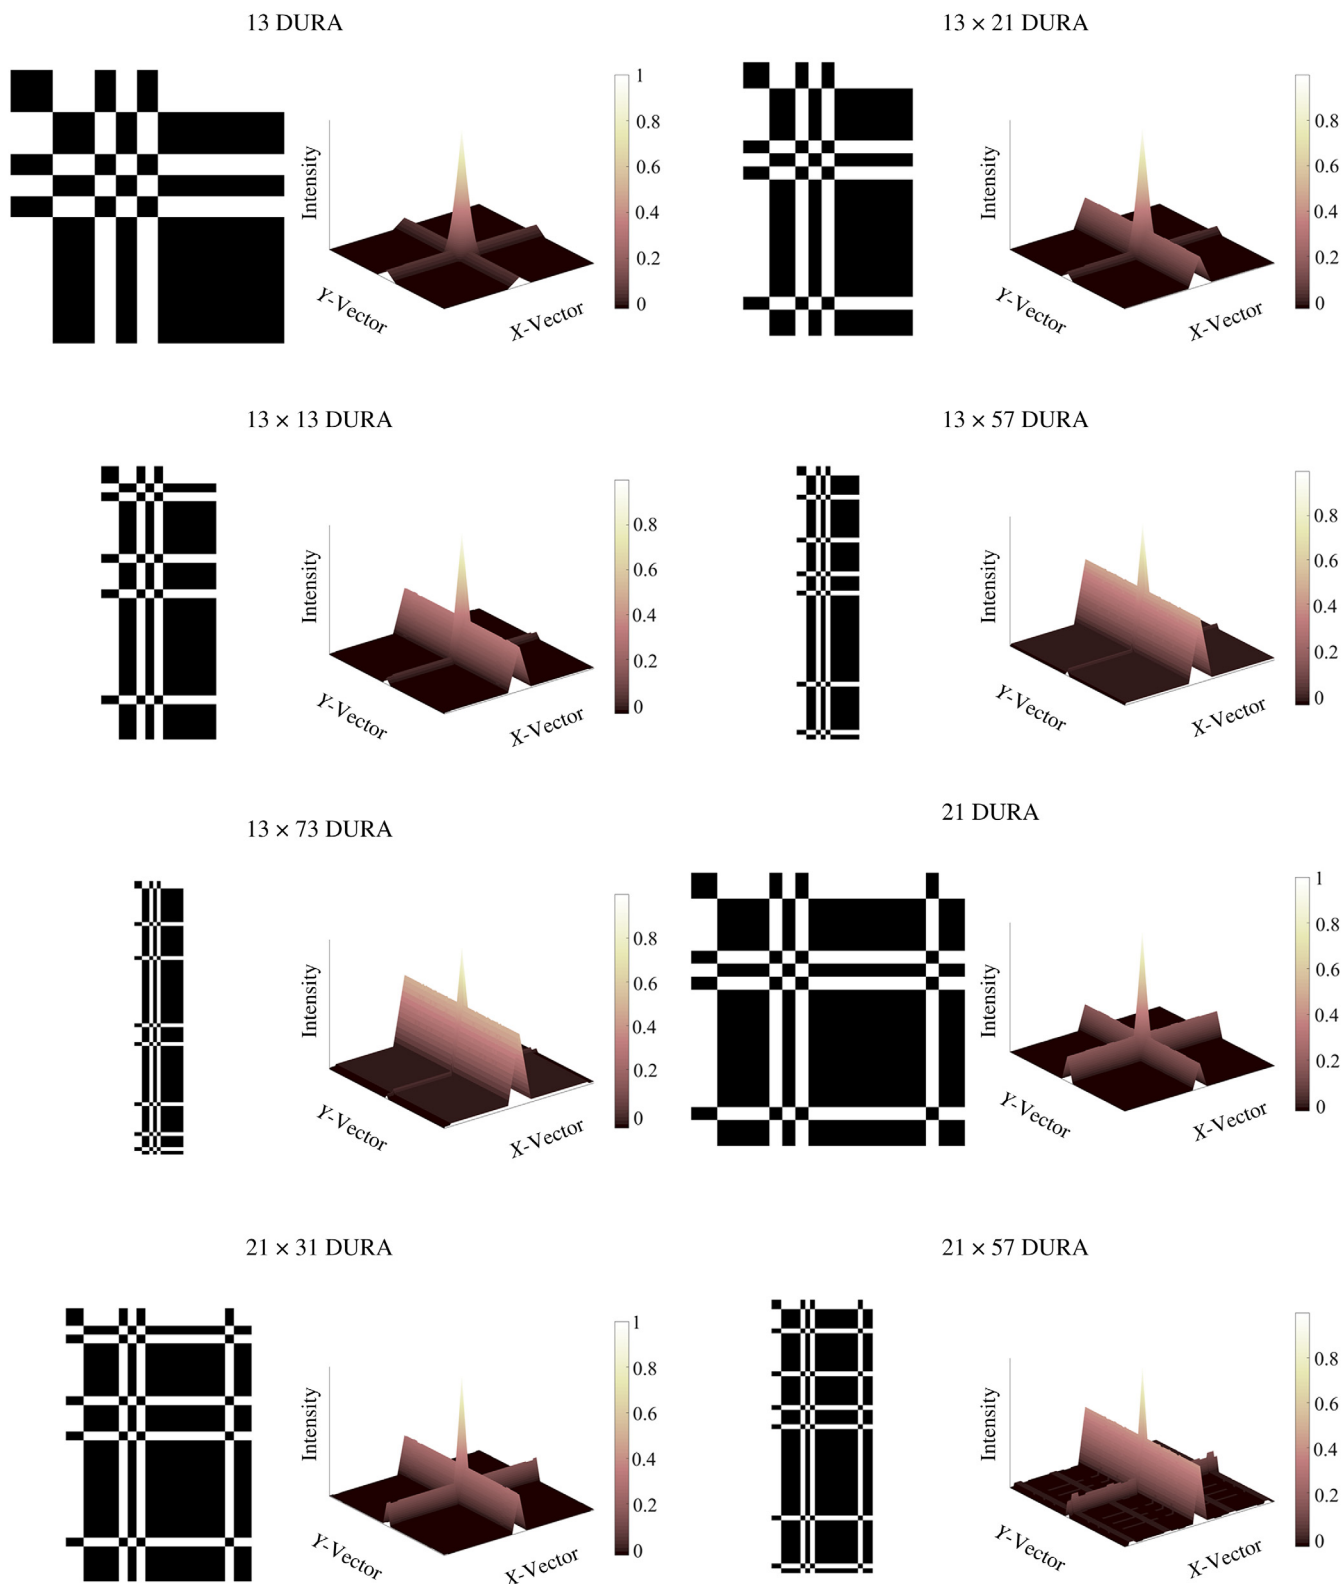 13 DURA
1
0.8
0.6
0.4
0.2
0
Intensity
Y-Vector
X-Vector
13 × 21 DURA
0.8
0.6
0.4
0.2
0
Intensity
Y-Vector
X-Vector
13 × 13 DURA
0.8
0.6
0.4
0.2
0
Intensity
Y-Vector
X-Vector
13 × 57 DURA
0.8
0.6
0.4
0.2
0
Intensity
Y-Vector
X-Vector
13 × 73 DURA
0.8
0.6
0.4
0.2
0
Intensity
Y-Vector
X-Vector
21 DURA
1
0.8
0.6
0.4
0.2
0
Intensity
Y-Vector
X-Vector
21 × 31 DURA
1
0.8
0.6
0.4
0.2
0
Intensity
Y-Vector
X-Vector
21 × 57 DURA
0.8
0.6
0.4
0.2
0
Intensity
Y-Vector
X-Vector